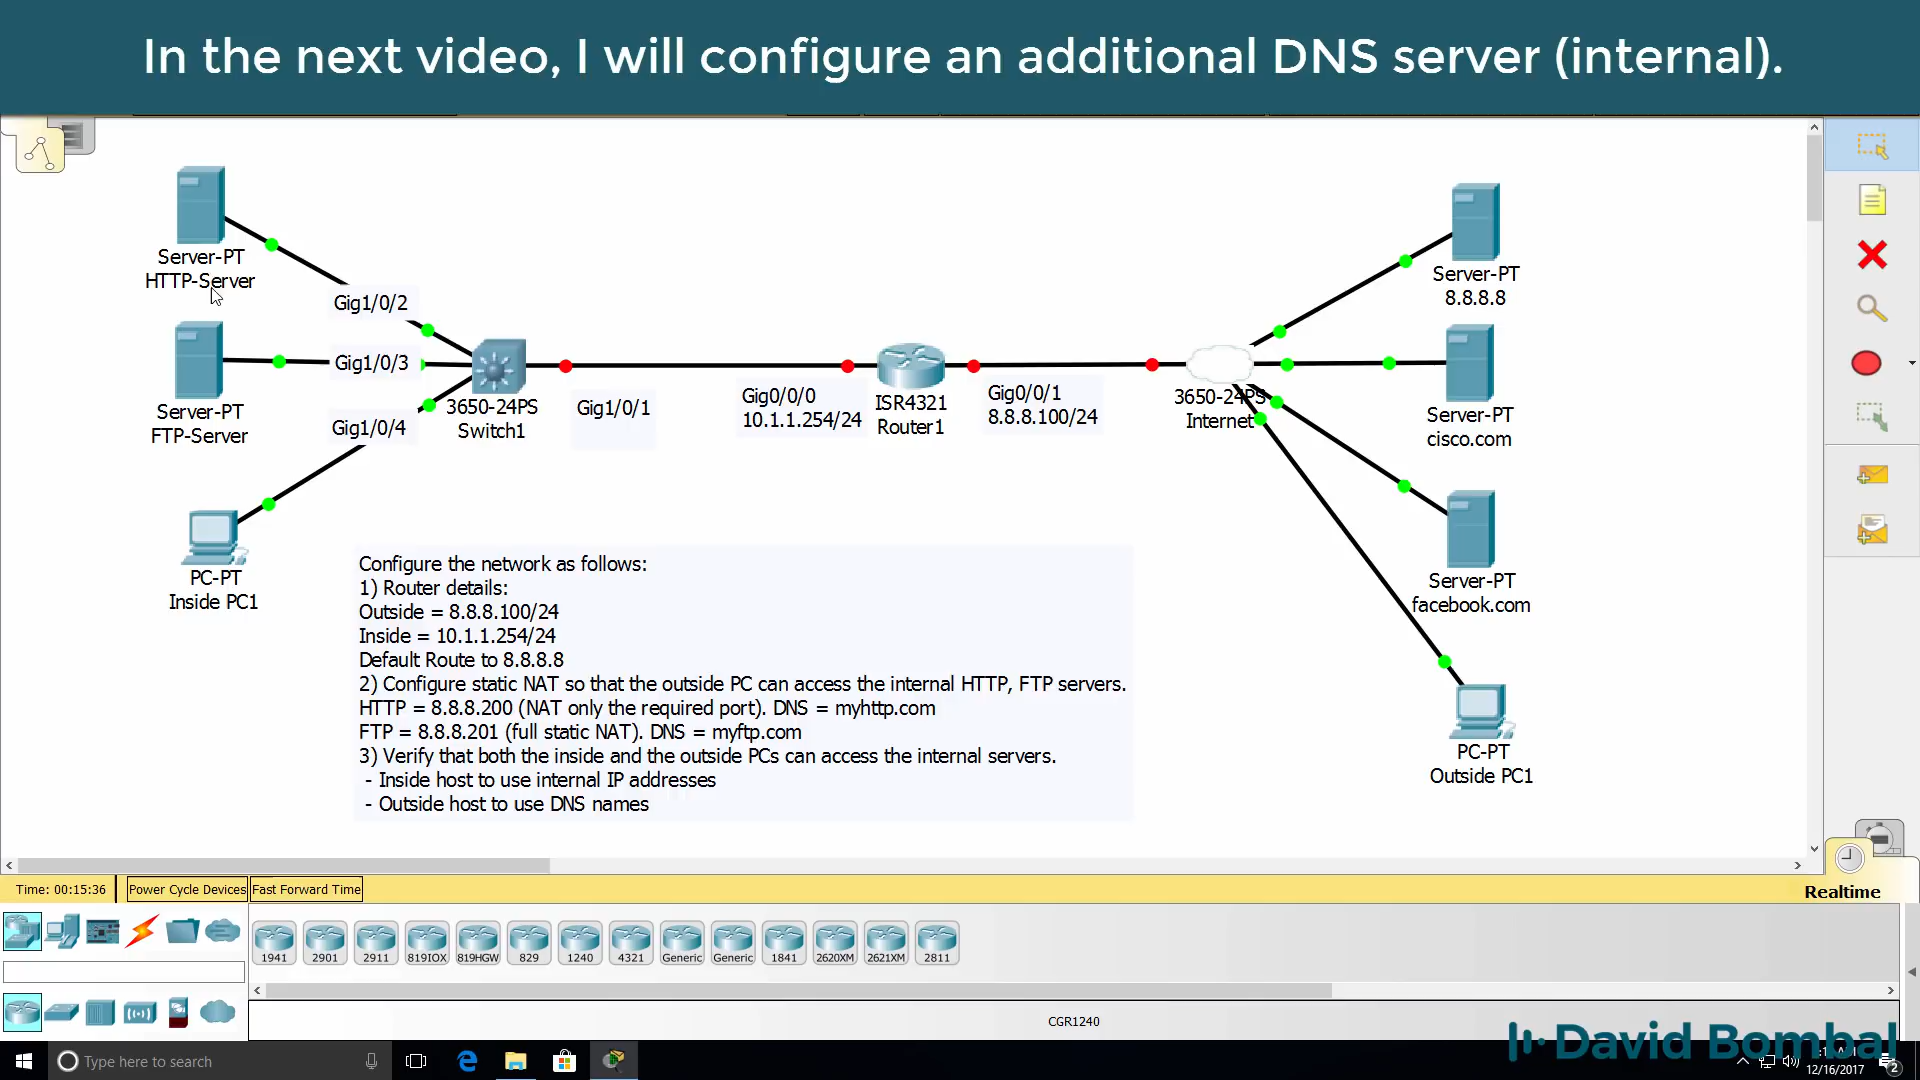 In the next video, I will configure an additional DNS server (internal).
Server-PT
HTTP-Server
Gig1/0/2
Server-PT
8.8.8.8
Gig1/0/3
Server-PT
FTP-Server
Gig1/0/4
3650-24PS
Switch1
Gig1/0/1
Gig0/0/0
10.1.1.254/24
ISR4321
Router1
Gig0/0/1
8.8.8.100/24
3650-24PS
Internet
Server-PT
cisco.com
PC-PT
Inside PC1
Server-PT
facebook.com
Configure the network as follows:
1) Router details:
Outside = 8.8.8.100/24
Inside = 10.1.1.254/24
Default Route to 8.8.8.8
2) Configure static NAT so that the outside PC can access the internal HTTP, FTP servers.
HTTP = 8.8.8.200 (NAT only the required port). DNS = myhttp.com
FTP = 8.8.8.201 (full static NAT). DNS = myftp.com
3) Verify that both the inside and the outside PCs can access the internal servers.
- Inside host to use internal IP addresses
- Outside host to use DNS names
PC-PT
Outside PC1
Time: 00:15:36
Power Cycle Devices
Fast Forward Time
Realtime
1941
2901
2911
819IOX
819HGW
829
1240
4321
Generic
Generic
1841
2620XM
2621XM
2811
CGR1240
David Bombal
Type here to search
12/16/2017
2